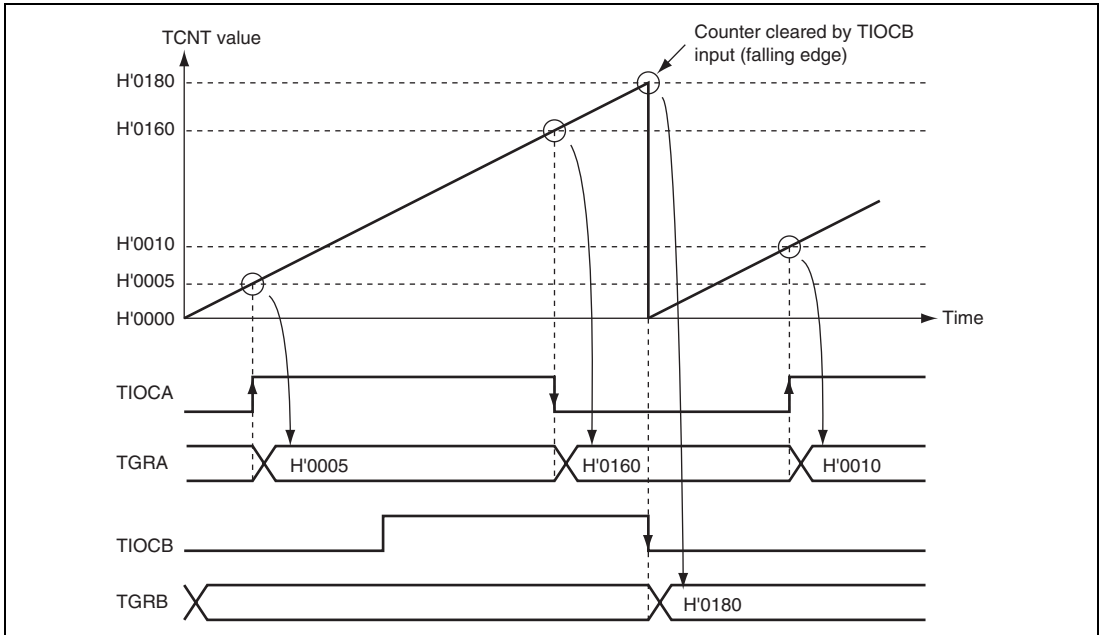 Counter cleared by TIOCB
input (falling edge)
TCNT value
H'0180
H'0160
H'0010
H'0005
H'0000
Time
TIOCA
TGRA
H'0005
H'0160
H'0010
TIOCB
TGRB
H'0180